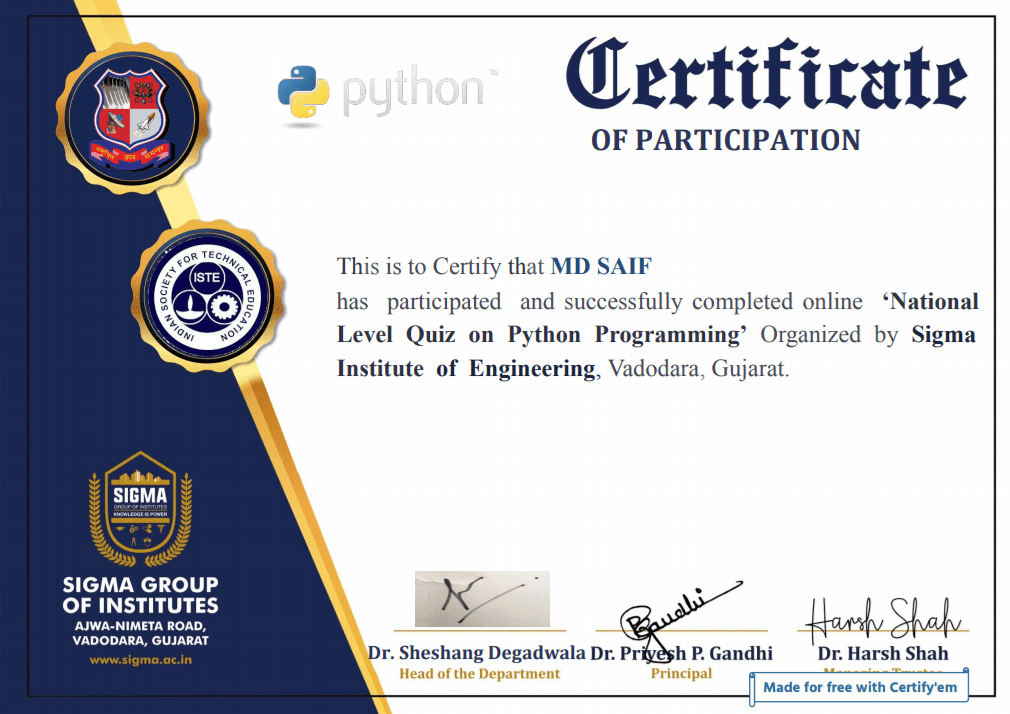 python™
Certificate
OF PARTICIPATION
INDIAN SOCIETY FOR TECHNICAL EDUCATION
ISTE
This is to Certify that MD SAIF
has participated and successfully completed online ‘National
Level Quiz on Python Programming’ Organized by Sigma
Institute of Engineering, Vadodara, Gujarat.
SIGMA
GROUP OF INSTITUTES
KNOWLEDGE IS POWER
SIGMA GROUP
OF INSTITUTES
AJWA-NIMETA ROAD,
VADODARA, GUJARAT
www.sigma.ac.in
PGandhi
Harsh Shah
Dr. Sheshang Degadwala Dr. Priyesh P. Gandhi Dr. Harsh Shah
Head of the Department Principal Managing Trustee
Made for free with Certify'em